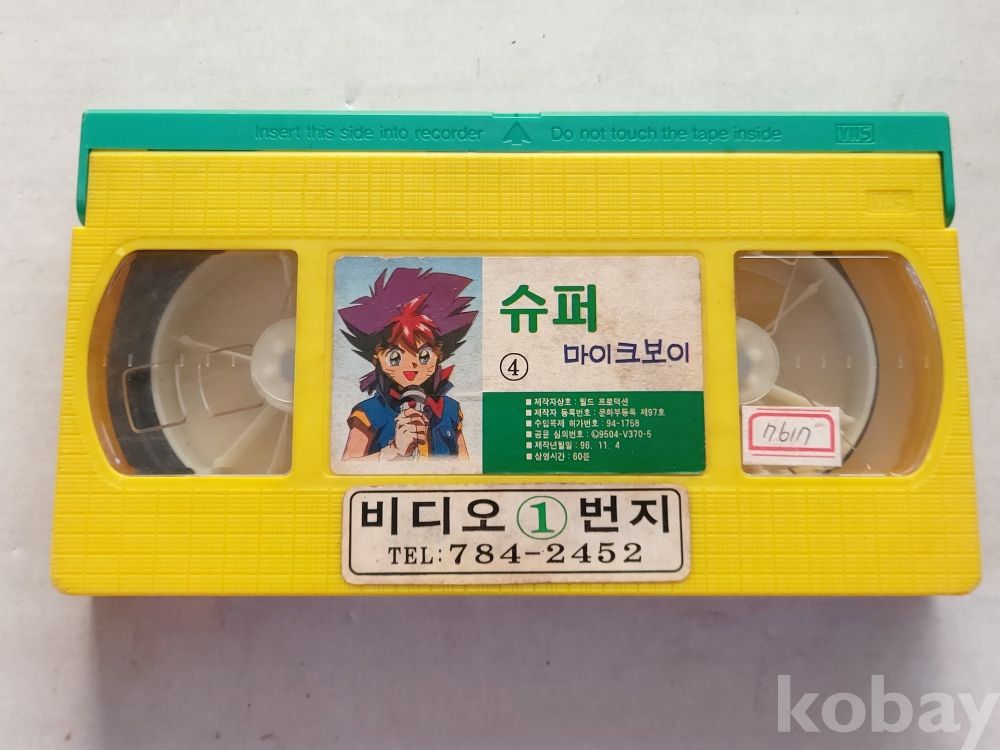 Insert this side into recorder Do not touch the tape inside VHS
VHS
슈퍼
마이크보이
④
■ 제작자상호 : 월드 프로덕션
■ 제작자 등록번호 : 문화부등록 제97호
■ 수입복제 허가번호 : 94-1758
■ 공윤 심의번호 : Ⓛ9504-V370-5
■ 제작년월일 : 96. 11. 4
■ 상영시간 : 60분
7617
비디오 ① 번지
TEL: 784-2452
kobay